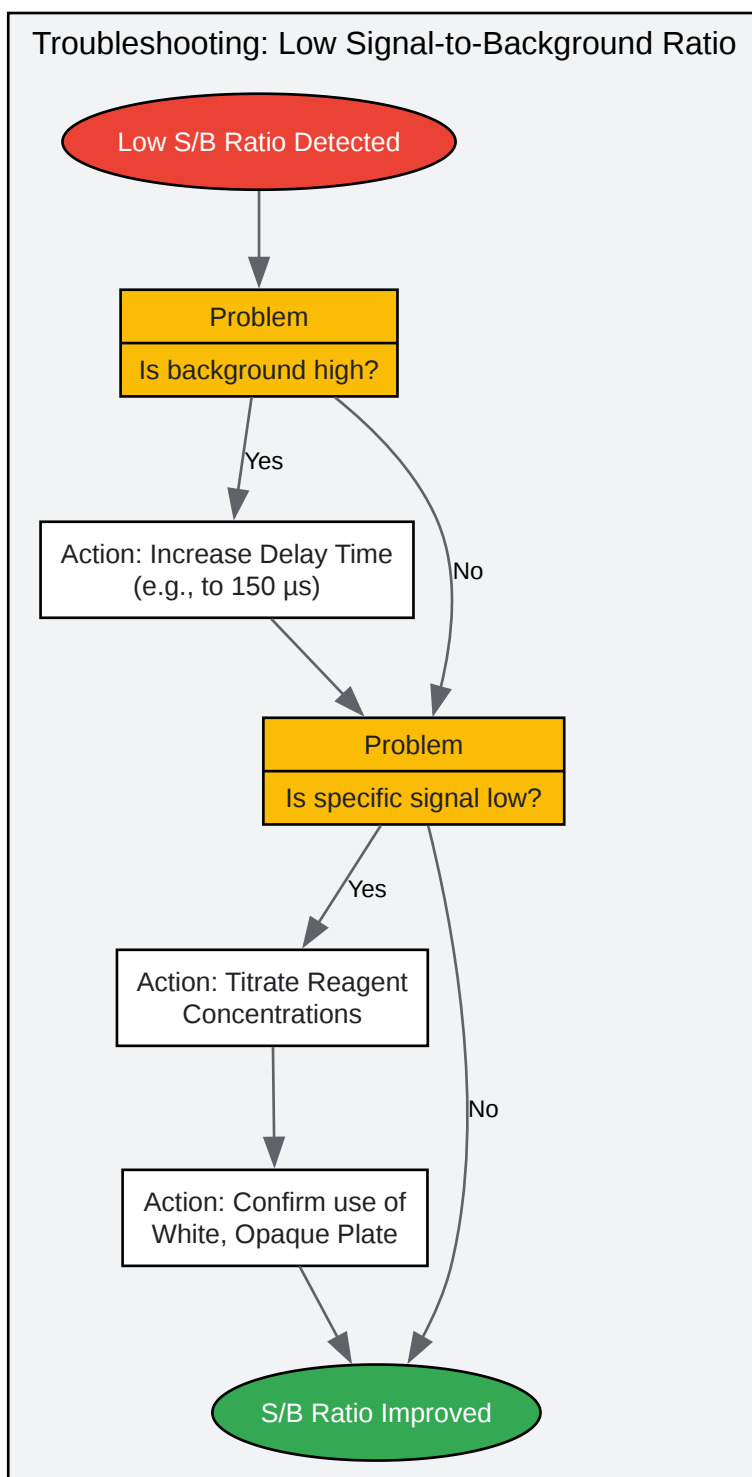 Troubleshooting: Low Signal-to-Background Ratio
Low S/B Ratio Detected
Problem
Is background high?
Yes
Action: Increase Delay Time
(e.g., to 150 µs)
No
Problem
Is specific signal low?
Yes
Action: Titrate Reagent
Concentrations
No
Action: Confirm use of
White, Opaque Plate
S/B Ratio Improved